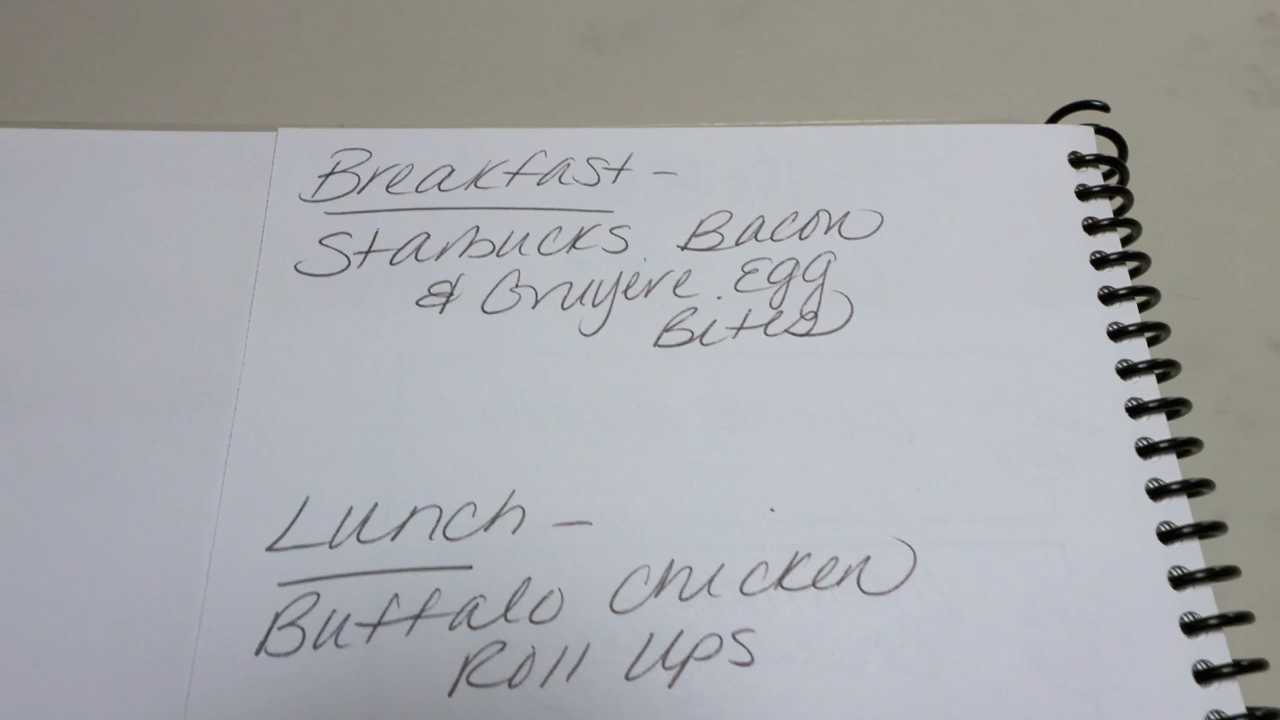 Breakfast -
Starbucks Bacon
& Gruyere Egg
Bites
Lunch -
Buffalo Chicken
Roll Ups